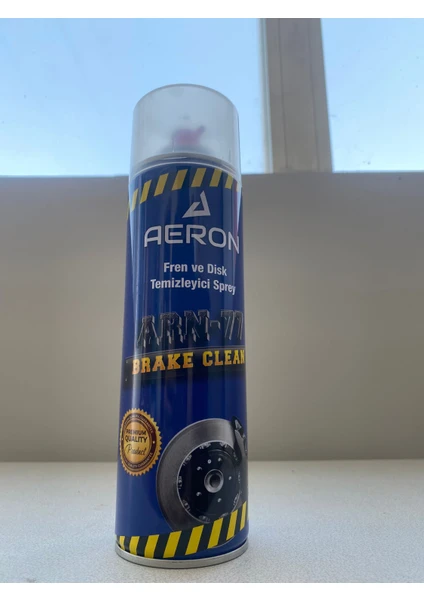 AERON
Fren ve Disk
Temizleyici Sprey
ARN-77
BRAKE CLEAN
PREMIUM
QUALITY
Product